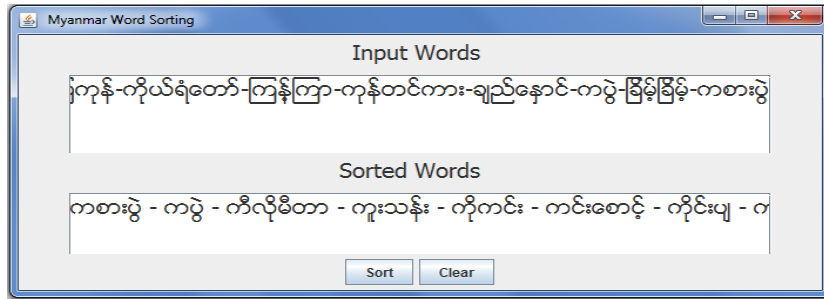 Myanmar Word Sorting
Input Words
ကုန်-ကိုယ်ရံတော်-ကြန့်ကြာ-ကုန်တင်ကား-ချည်နှောင်-ကပွဲ-ခြိမ့်ခြိမ့်-ကစားပွဲ
Sorted Words
ကစားပွဲ - ကပွဲ - ကီလိုမီတာ - ကူးသန်း - ကိုကင်း - ကင်းစောင့် - ကိုင်းပျ -
Sort Clear